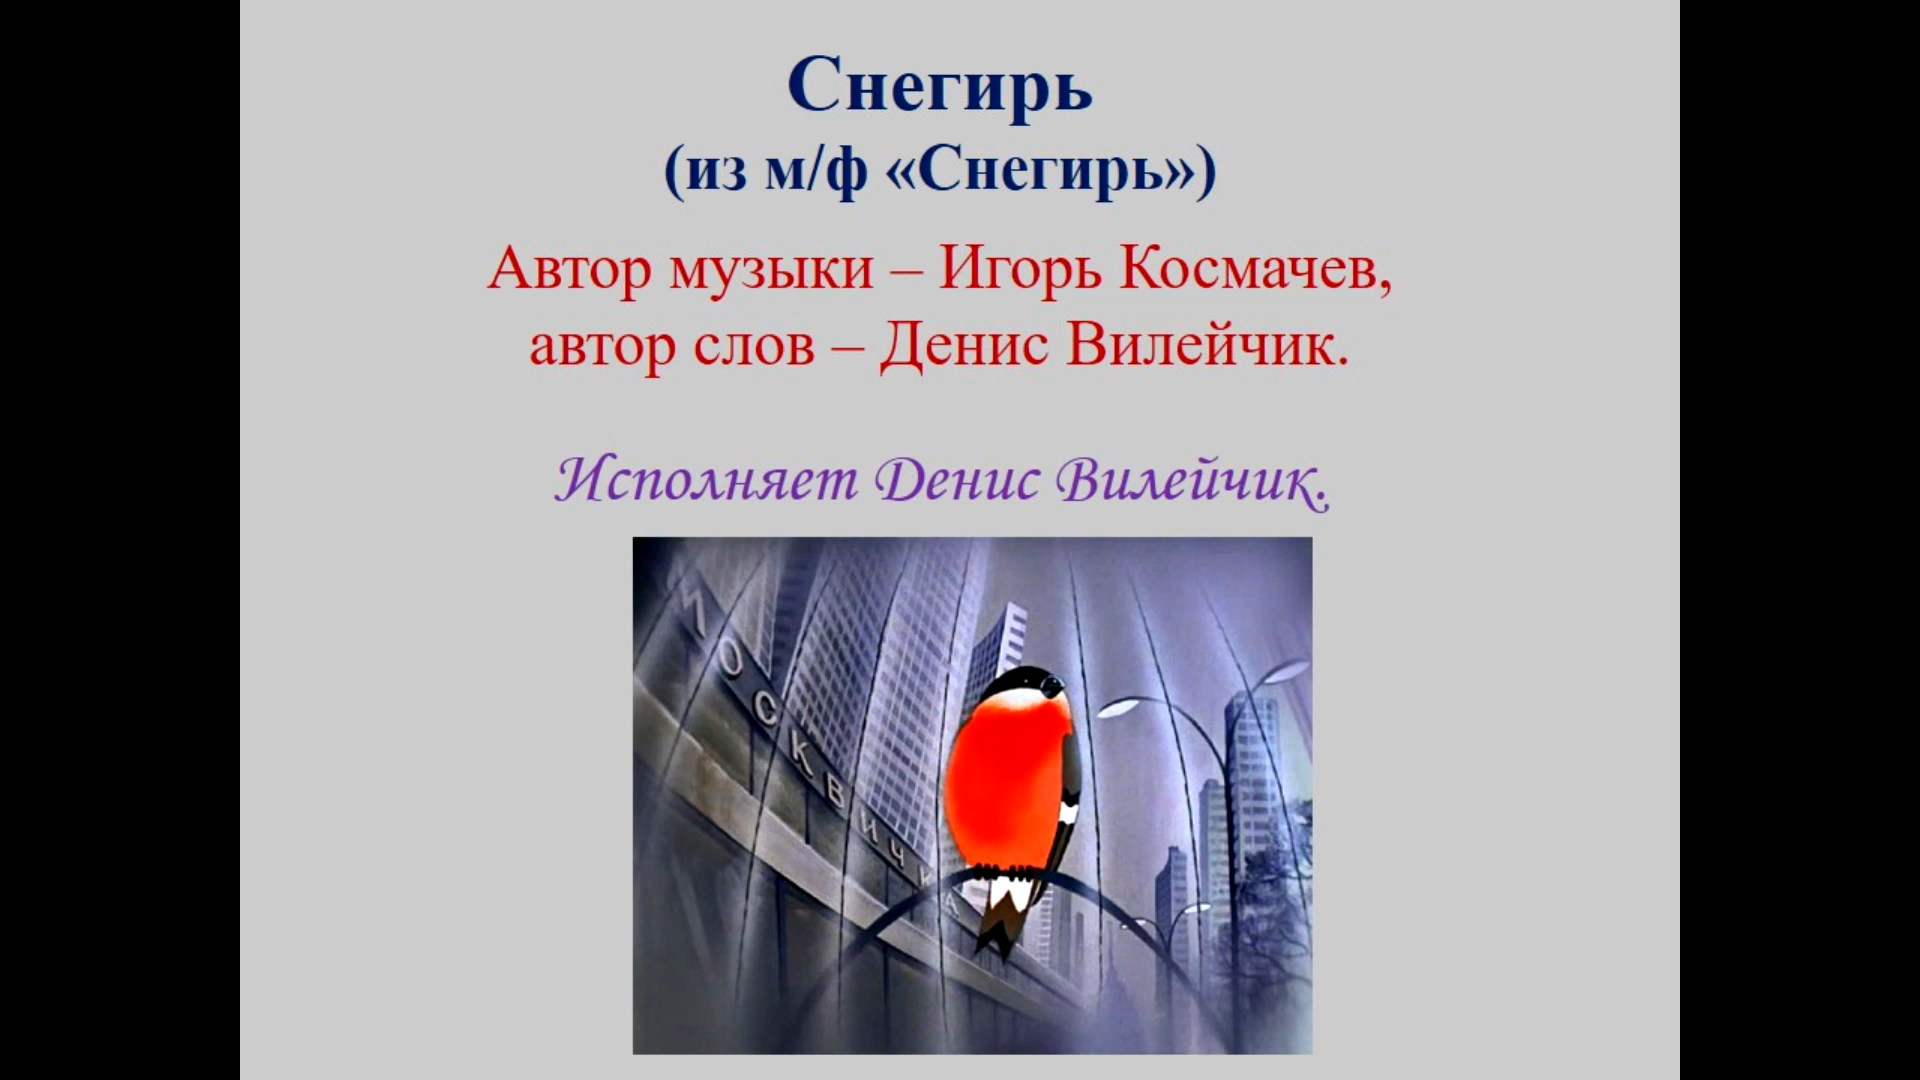 Снегирь
(из м/ф «Снегирь»)
Автор музыки – Игорь Космачев,
автор слов – Денис Вилейчик.
Исполняет Денис Вилейчик.
МОСКВИЧКА